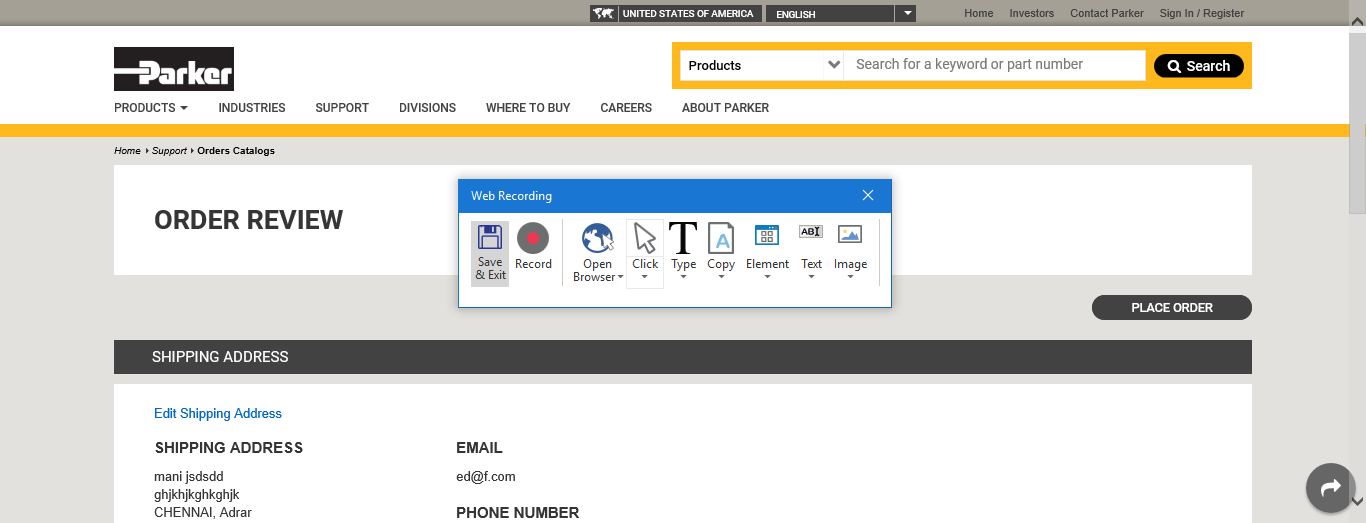 UNITED STATES OF AMERICA ENGLISH Home Investors Contact Parker Sign In / Register
Parker
Products Search for a keyword or part number Search
PRODUCTS INDUSTRIES SUPPORT DIVISIONS WHERE TO BUY CAREERS ABOUT PARKER
Home Support Orders Catalogs
Web Recording
ORDER REVIEW
Save & Exit
Record
Open Browser
Click
Type
Copy
Element
ABI
Text
Image
PLACE ORDER
SHIPPING ADDRESS
Edit Shipping Address
SHIPPING ADDRESS
mani jsdsdd
ghjkhjkghkghjk
CHENNAI, Adrar
EMAIL
ed@f.com
PHONE NUMBER